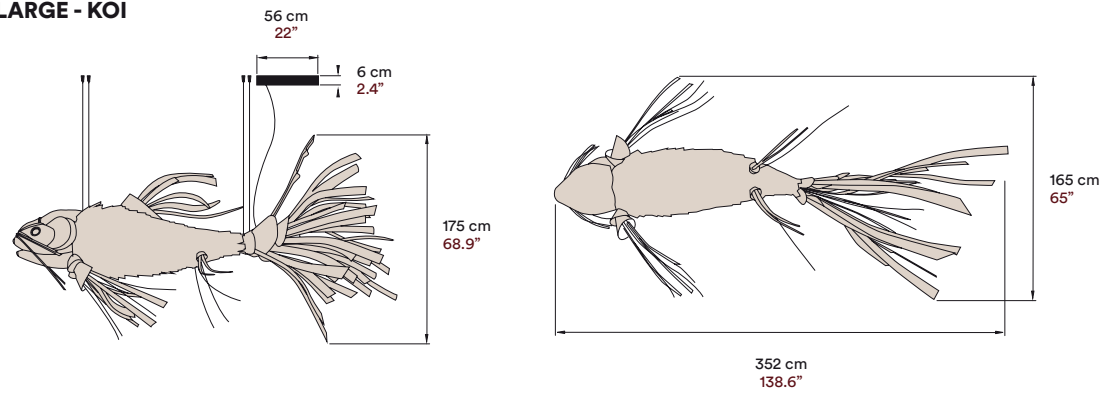 LARGE - KOI
56 cm
22”
6 cm
2.4”
175 cm
68.9”
165 cm
65”
352 cm
138.6”